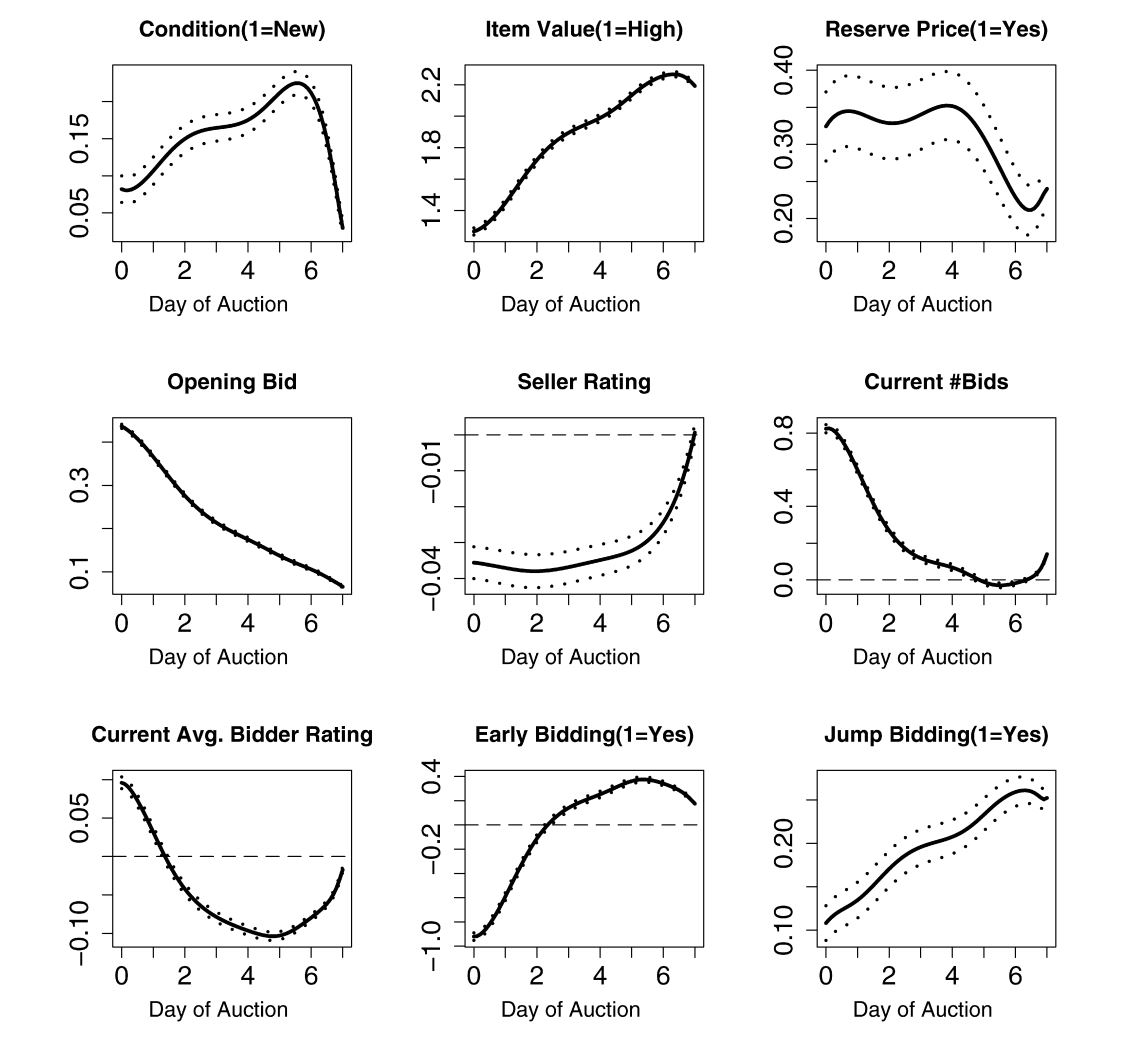 Condition(1=New)
0.05 0.15
0 2 4 6
Day of Auction
Item Value(1=High)
1.4 1.8 2.2
0 2 4 6
Day of Auction
Reserve Price(1=Yes)
0.20 0.30 0.40
0 2 4 6
Day of Auction
Opening Bid
0.1 0.3
0 2 4 6
Day of Auction
Seller Rating
−0.04 −0.01
0 2 4 6
Day of Auction
Current #Bids
0.0 0.4 0.8
0 2 4 6
Day of Auction
Current Avg. Bidder Rating
−0.10 0.05
0 2 4 6
Day of Auction
Early Bidding(1=Yes)
−1.0 −0.2 0.4
0 2 4 6
Day of Auction
Jump Bidding(1=Yes)
0.10 0.20
0 2 4 6
Day of Auction